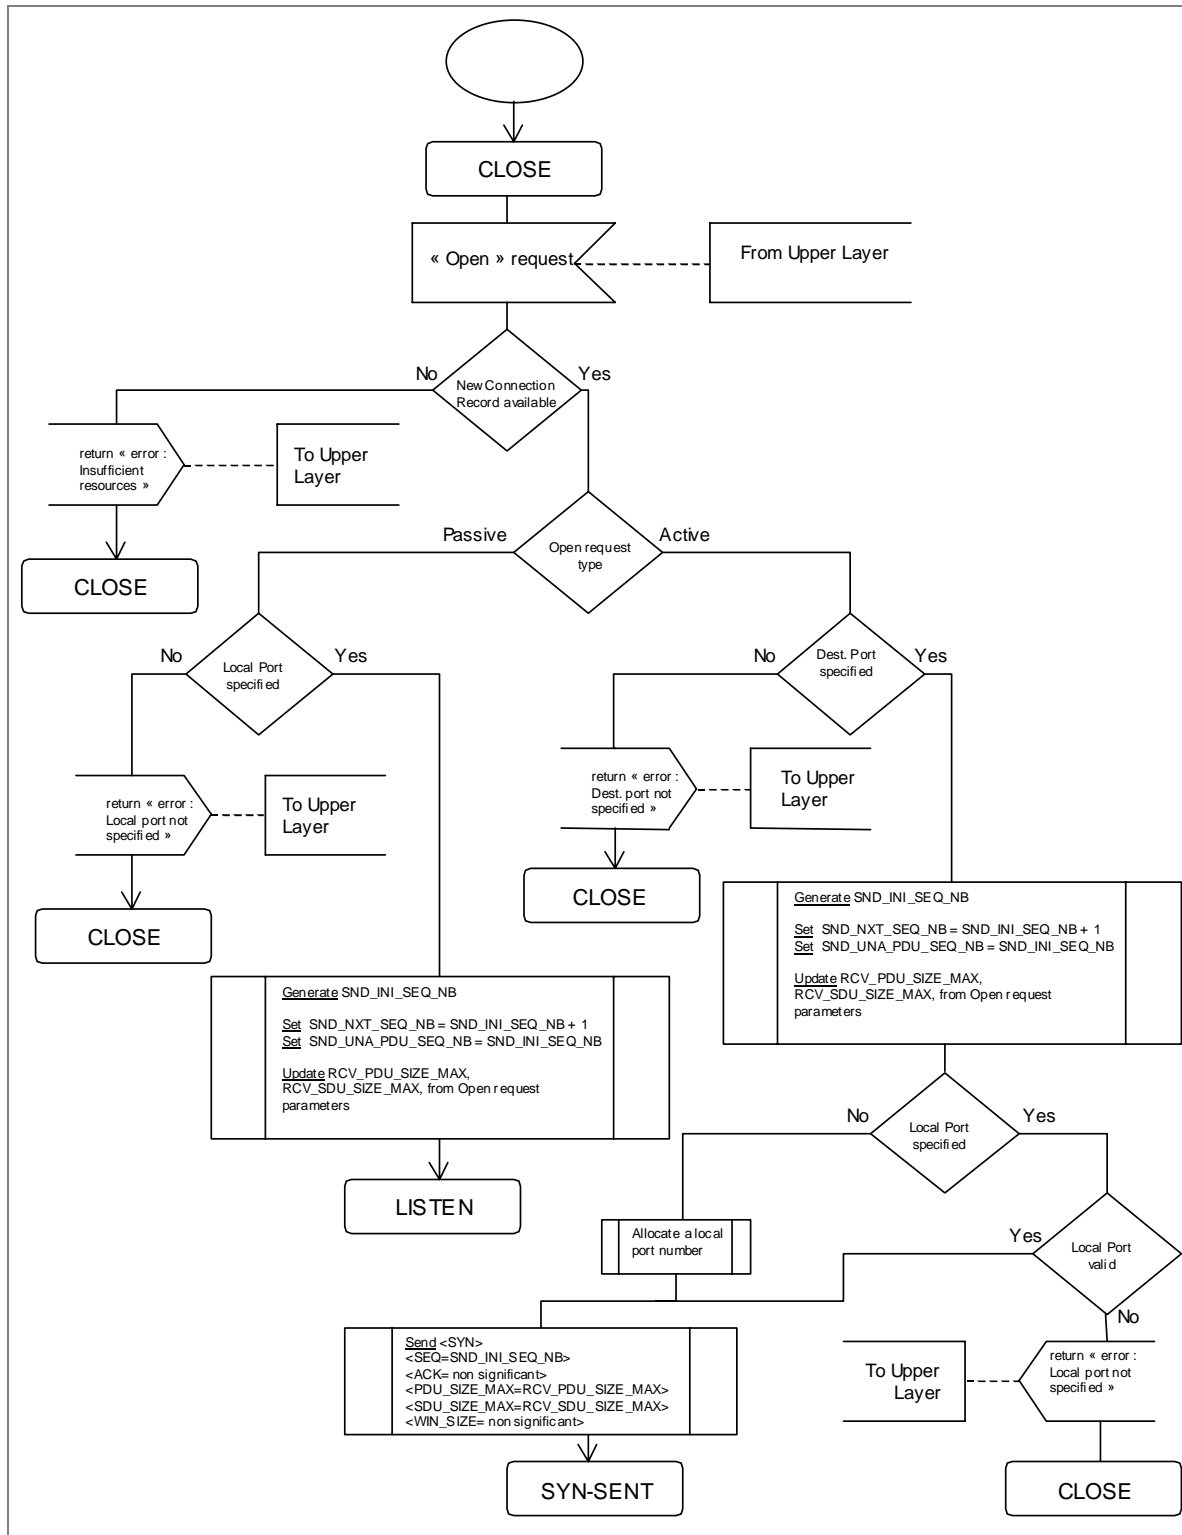 CLOSE
« Open » request
From Upper Layer
No
Yes
New Connection
Record available
return « error :
Insufficient
resources »
To Upper
Layer
CLOSE
Passive
Active
Open request
type
No
Yes
Local Port
specified
No
Yes
Dest. Port
specified
return « error :
Local port not
specified »
To Upper
Layer
CLOSE
return « error :
Dest. port not
specified »
To Upper
Layer
CLOSE
Generate SND_INI_SEQ_NB
Set SND_NXT_SEQ_NB = SND_INI_SEQ_NB + 1
Set SND_UNA_PDU_SEQ_NB = SND_INI_SEQ_NB
Update RCV_PDU_SIZE_MAX,
RCV_SDU_SIZE_MAX, from Open request
parameters
Generate SND_INI_SEQ_NB
Set SND_NXT_SEQ_NB = SND_INI_SEQ_NB + 1
Set SND_UNA_PDU_SEQ_NB = SND_INI_SEQ_NB
Update RCV_PDU_SIZE_MAX,
RCV_SDU_SIZE_MAX, from Open request
parameters
LISTEN
No
Yes
Local Port
specified
Allocate a local
port number
Yes
Local Port
valid
No
Send <SYN>
<SEQ=SND_INI_SEQ_NB>
<ACK= non significant>
<PDU_SIZE_MAX=RCV_PDU_SIZE_MAX>
<SDU_SIZE_MAX=RCV_SDU_SIZE_MAX>
<WIN_SIZE= non significant>
To Upper
Layer
return « error :
Local port not
specified »
SYN-SENT
CLOSE